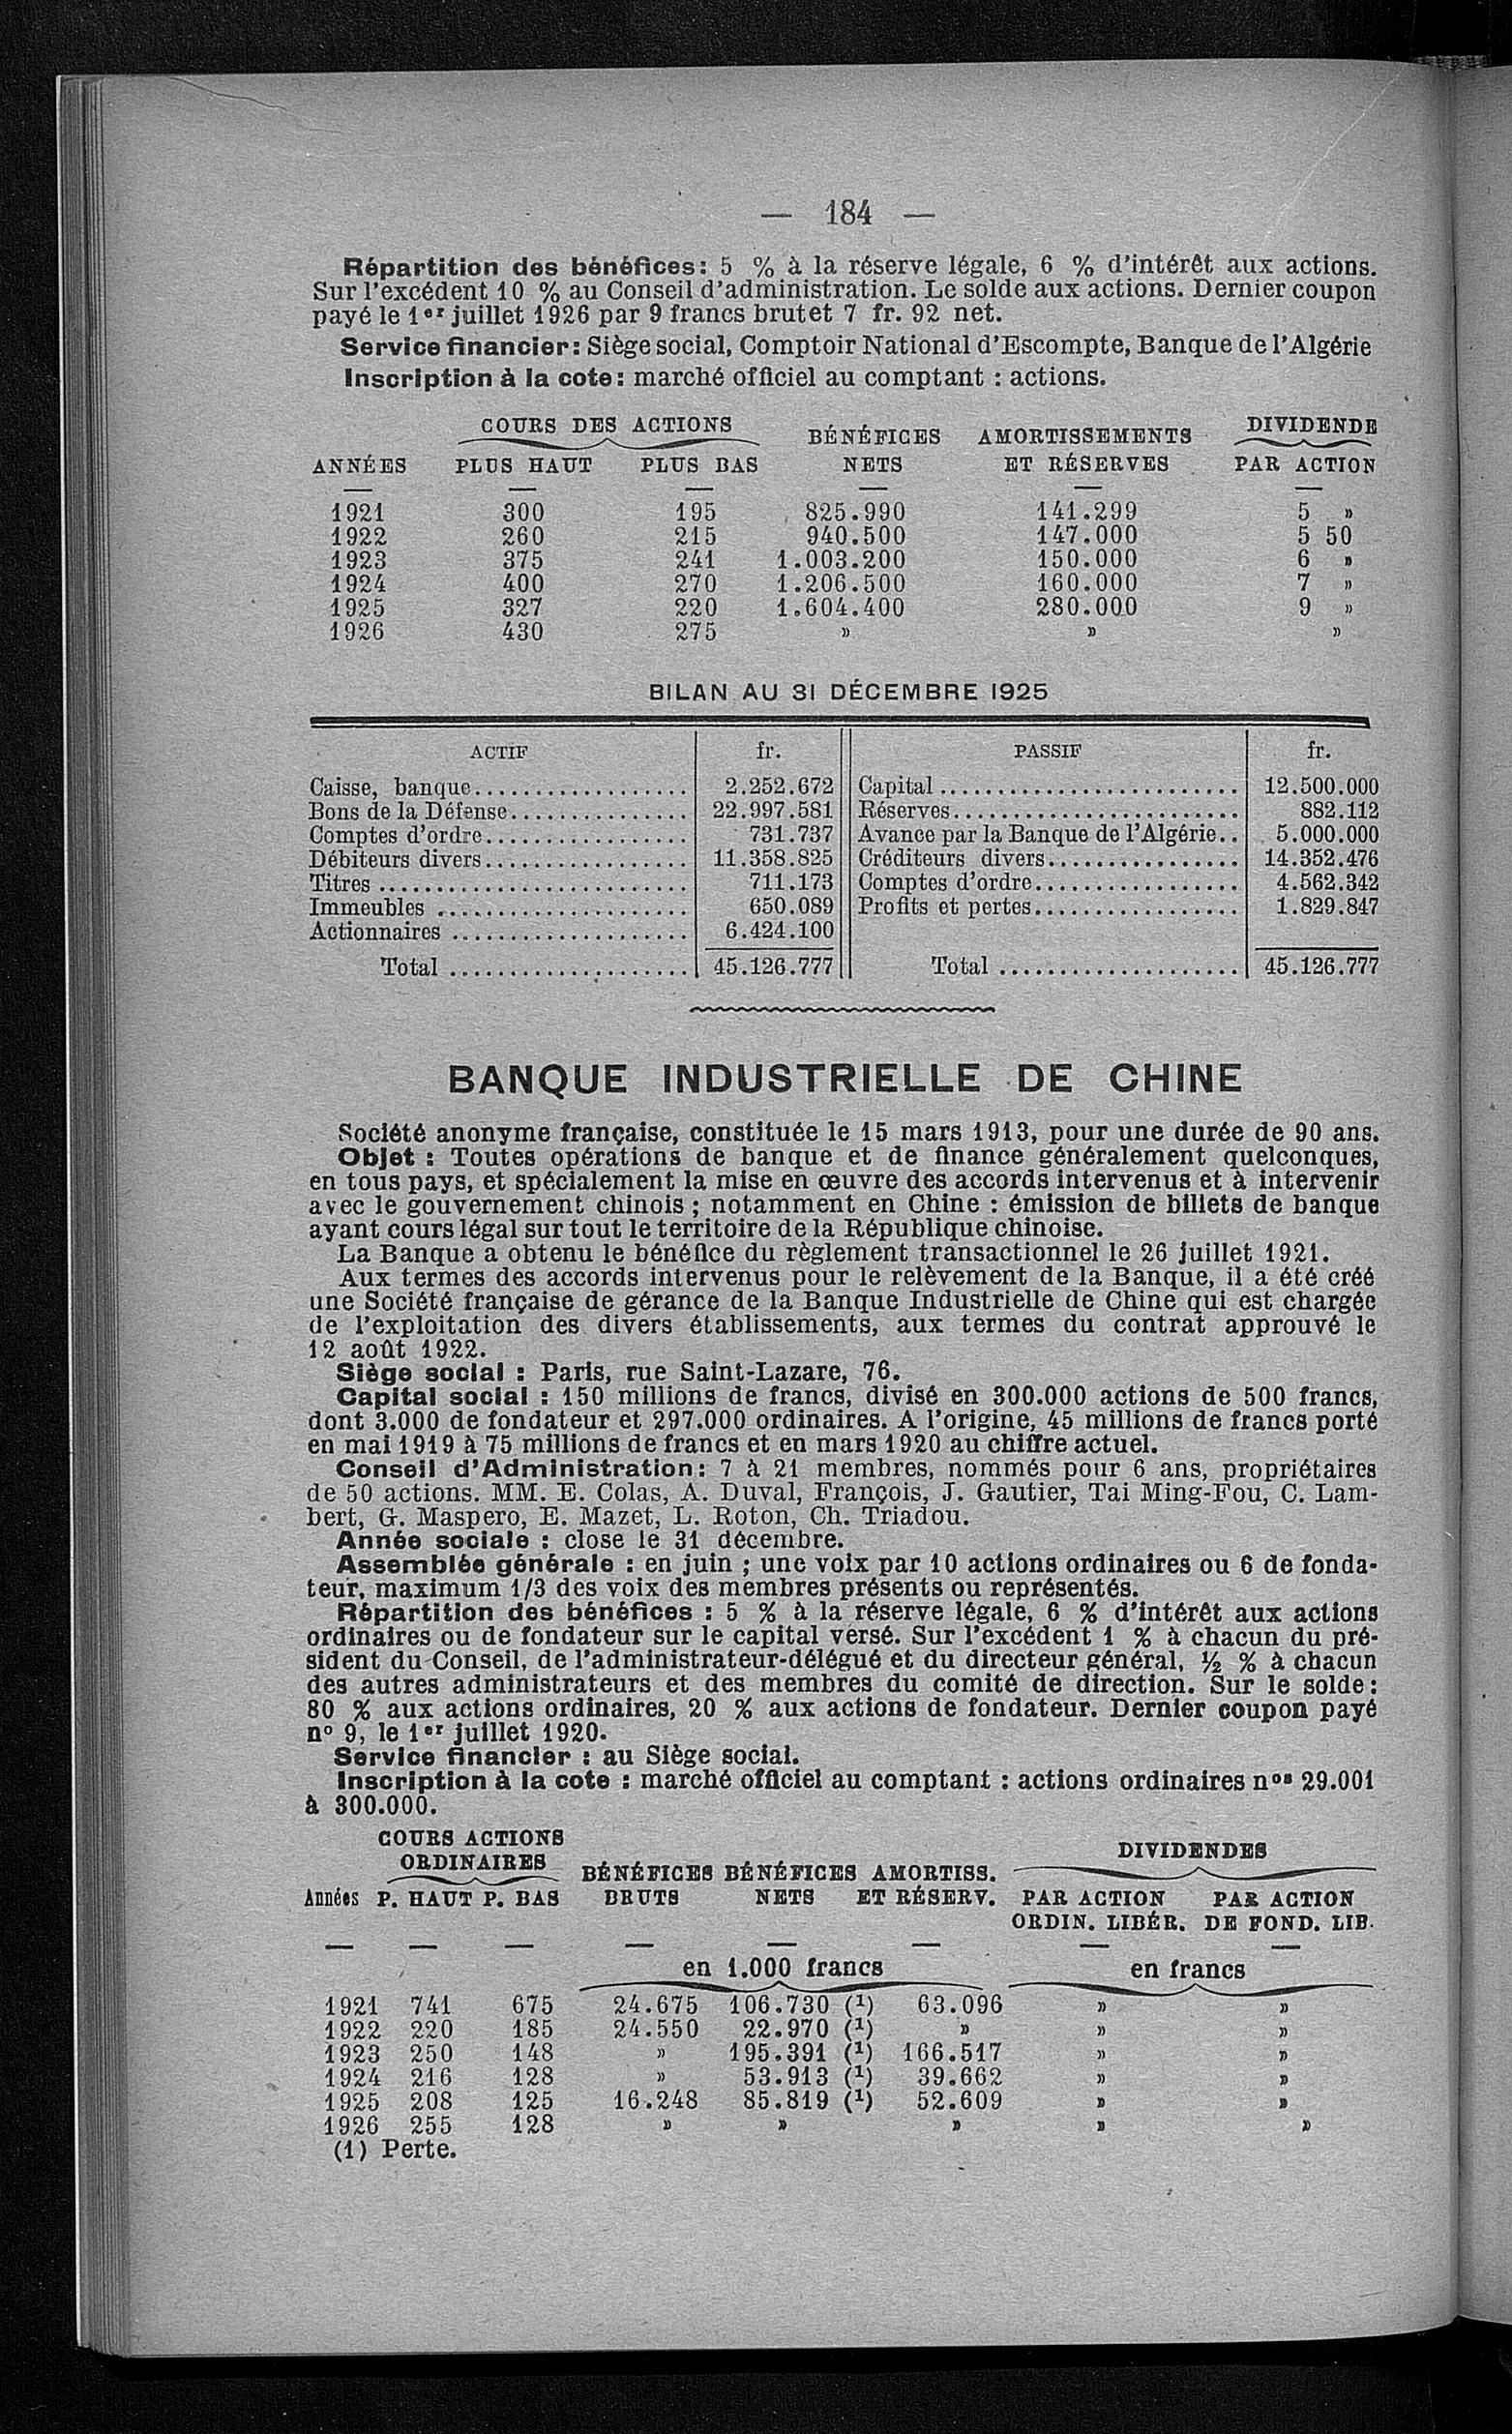 — 184 —
Répartition des bénéfices: 5 % à la réserve légale, 6 % d'intérêt aux actions.
Sur l'excédent 10 % au Conseil d'administration. Le solde aux actions. Dernier coupon
payé le 1er juillet 1926 par 9 francs brut et 7 fr. 92 net.
Service financier: Siège social, Comptoir National d'Escompte, Banque de l'Algérie
Inscription à la cote: marché officiel au comptant : actions.
COURS DES ACTIONS BÉNÉFICES AMORTISSEMENTS DIVIDENDE
ANNÉES PLUS HAUT PLUS BAS NETS ET RÉSERVES PAR ACTION
1921 300 195 825.990 141.299 5 »
1922 260 215 940.500 147.000 5 50
1923 375 241 1.003.200 150.000 6 »
1924 400 270 1.206.500 160.000 7 »
1925 327 220 1.604.400 280.000 9 »
1926 430 275 » » »
BILAN AU 31 DÉCEMBRE 1925
ACTIF fr. PASSIF fr.
Caisse, banque.................. 2.252.672 Capital......................... 12.500.000
Bons de la Défense............... 22.997.581 Réserves........................ 882.112
Comptes d'ordre................. 731.737 Avance par la Banque de l'Algérie.. 5.000.000
Débiteurs divers................. 11.358.825 Créditeurs divers................ 14.352.476
Titres .......................... 711.173 Comptes d'ordre................. 4.562.342
Immeubles ..................... 650.089 Profits et pertes................. 1.829.847
Actionnaires .................... 6.424.100
Total .................... 45.126.777 Total .................... 45.126.777
BANQUE INDUSTRIELLE DE CHINE
Société anonyme française, constituée le 15 mars 1913, pour une durée de 90 ans.
Objet : Toutes opérations de banque et de finance généralement quelconques,
en tous pays, et spécialement la mise en œuvre des accords intervenus et à intervenir
avec le gouvernement chinois ; notamment en Chine : émission de billets de banque
ayant cours légal sur tout le territoire de la République chinoise.
La Banque a obtenu le bénéfice du règlement transactionnel le 26 juillet 1921.
Aux termes des accords intervenus pour le relèvement de la Banque, il a été créé
une Société française de gérance de la Banque Industrielle de Chine qui est chargée
de l'exploitation des divers établissements, aux termes du contrat approuvé le
12 août 1922.
Siège social : Paris, rue Saint-Lazare, 76.
Capital social : 150 millions de francs, divisé en 300.000 actions de 500 francs,
dont 3.000 de fondateur et 297.000 ordinaires. A l'origine, 45 millions de francs porté
en mai 1919 à 75 millions de francs et en mars 1920 au chiffre actuel.
Conseil d'Administration: 7 à 21 membres, nommés pour 6 ans, propriétaires
de 50 actions. MM. E. Colas, A. Duval, François, J. Gautier, Tai Ming-Fou, C. Lam-
bert, G. Maspero, E. Mazet, L. Roton, Ch. Triadou.
Année sociale : close le 31 décembre.
Assemblée générale : en juin ; une voix par 10 actions ordinaires ou 6 de fonda-
teur, maximum 1/3 des voix des membres présents ou représentés.
Répartition des bénéfices : 5 % à la réserve légale, 6 % d'intérêt aux actions
ordinaires ou de fondateur sur le capital versé. Sur l'excédent 1 % à chacun du pré-
sident du Conseil, de l'administrateur-délégué et du directeur général, ½ % à chacun
des autres administrateurs et des membres du comité de direction. Sur le solde:
80 % aux actions ordinaires, 20 % aux actions de fondateur. Dernier coupon payé
n° 9, le 1er juillet 1920.
Service financier : au Siège social.
Inscription à la cote : marché officiel au comptant : actions ordinaires nos 29.001
à 300.000.
COURS ACTIONS
ORDINAIRES BÉNÉFICES BÉNÉFICES AMORTISS. DIVIDENDES
Années P. HAUT P. BAS BRUTS NETS ET RÉSERV. PAR ACTION PAR ACTION
ORDIN. LIBÉR. DE FOND. LIB.
en 1.000 francs en francs
1921 741 675 24.675 106.730 (1) 63.096 » »
1922 220 185 24.550 22.970 (1) » » »
1923 250 148 » 195.391 (1) 166.517 » »
1924 216 128 » 53.913 (1) 39.662 » »
1925 208 125 16.248 85.819 (1) 52.609 » »
1926 255 128 » » » » »
(1) Perte.